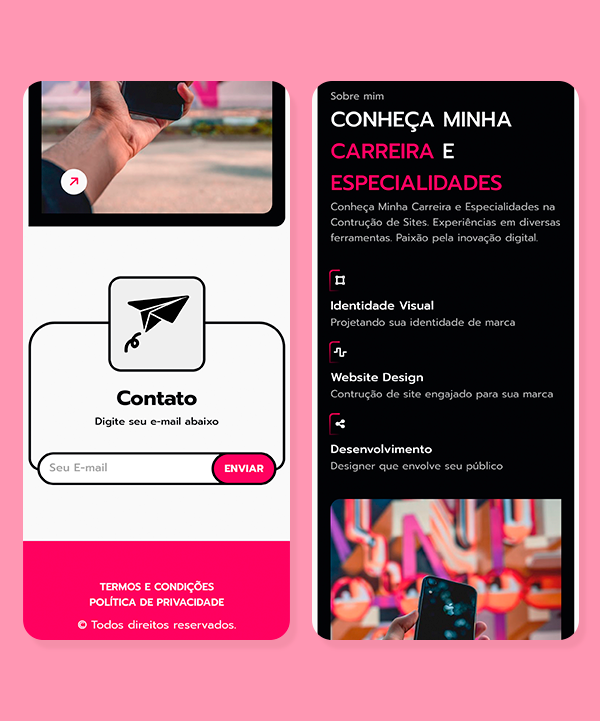 Contato
Digite seu e-mail abaixo
Seu E-mail
ENVIAR
TERMOS E CONDIÇÕES
POLÍTICA DE PRIVACIDADE
© Todos direitos reservados.
Sobre mim
CONHEÇA MINHA
CARREIRA E
ESPECIALIDADES
Conheça Minha Carreira e Especialidades na
Contrução de Sites. Experiências em diversas
ferramentas. Paixão pela inovação digital.
Identidade Visual
Projetando sua identidade de marca
Website Design
Contrução de site engajado para sua marca
Desenvolvimento
Designer que envolve seu público